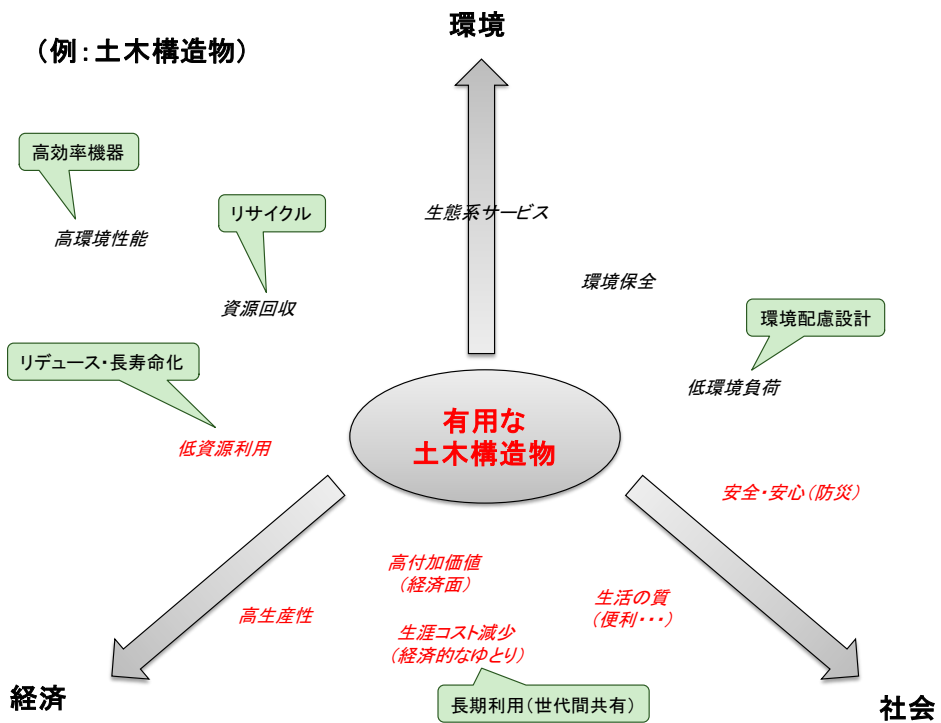 環境
（例：土木構造物）
高効率機器
高環境性能
リサイクル
資源回収
生態系サービス
環境保全
環境配慮設計
低環境負荷
リデュース・長寿命化
低資源利用
有用な
土木構造物
安全・安心（防災）
高付加価値
（経済面）
高生産性
生活の質
（便利・・・）
生涯コスト減少
（経済的なゆとり）
長期利用（世代間共有）
経済
社会